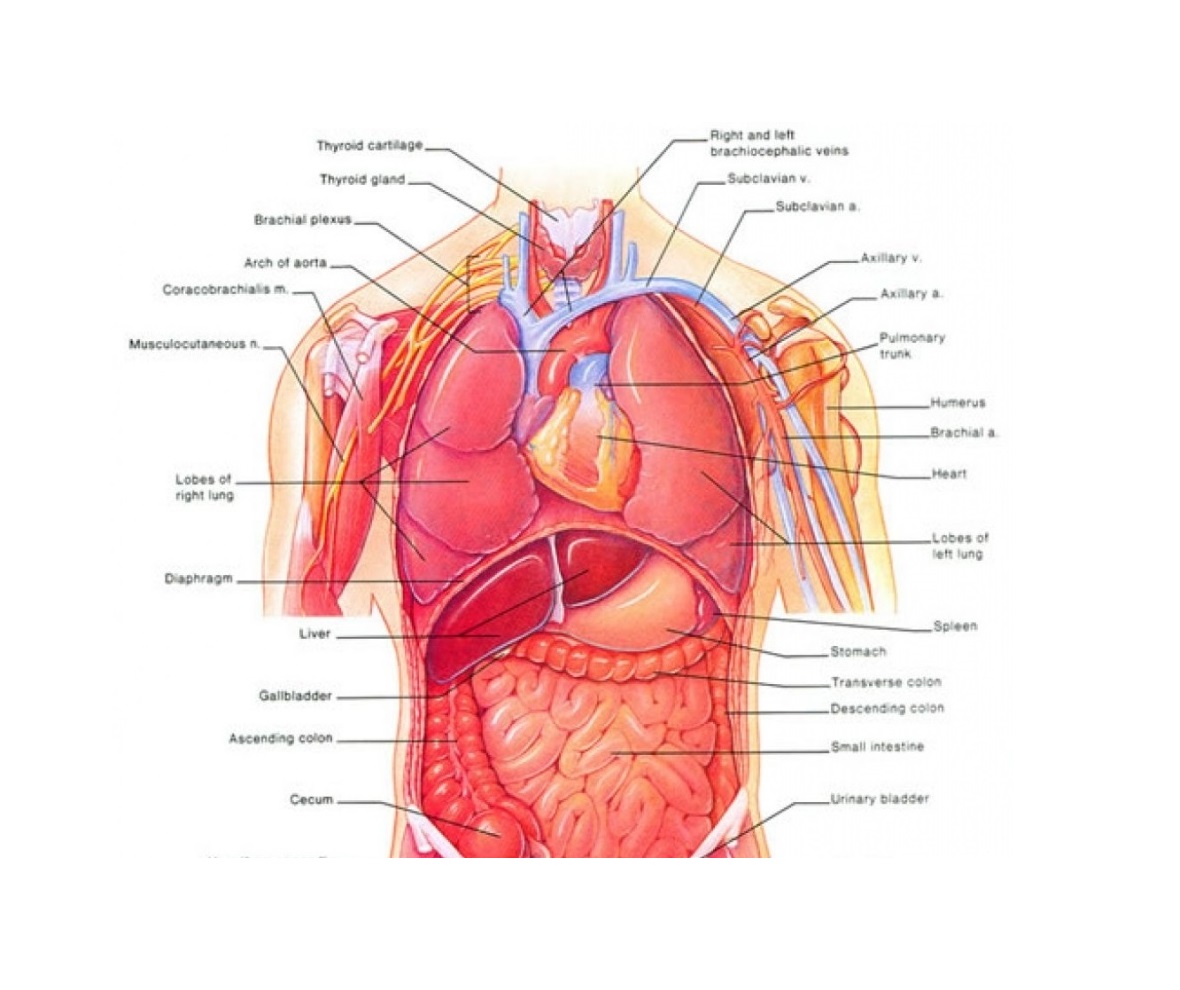 Thyroid cartilage
Thyroid gland
Brachial plexus
Arch of aorta
Coracobrachialis m.
Musculocutaneous n.
Lobes of
right lung
Diaphragm
Liver
Gallbladder
Ascending colon
Cecum
Right and left
brachiocephalic veins
Subclavian v.
Subclavian a.
Axillary v.
Axillary a.
Pulmonary
trunk
Humerus
Brachial a.
Heart
Lobes of
left lung
Spleen
Stomach
Transverse colon
Descending colon
Small intestine
Urinary bladder